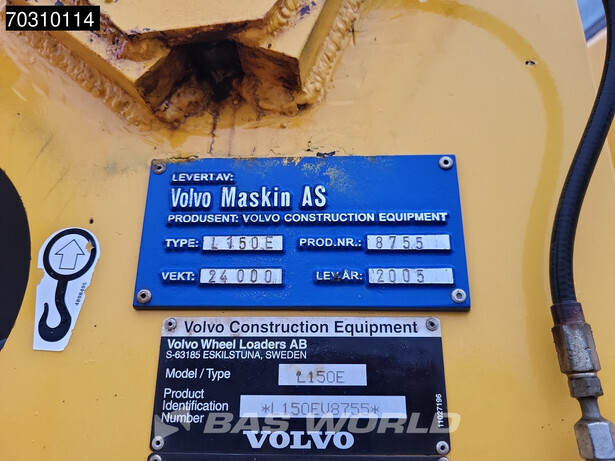 70310114
LEVERT AV:
Volvo Maskin AS
PRODUSENT: VOLVO CONSTRUCTION EQUIPMENT
TYPE: L150E PROD.NR.: 8755
VEKT: 24000 LEV.ÅR: 2005
4898495
Volvo Construction Equipment
Volvo Wheel Loaders AB
S-63185 ESKILSTUNA, SWEDEN
Model / Type L150E
Product Identification Number *L150EV8755*
11027196
BAS WORLD
VOLVO